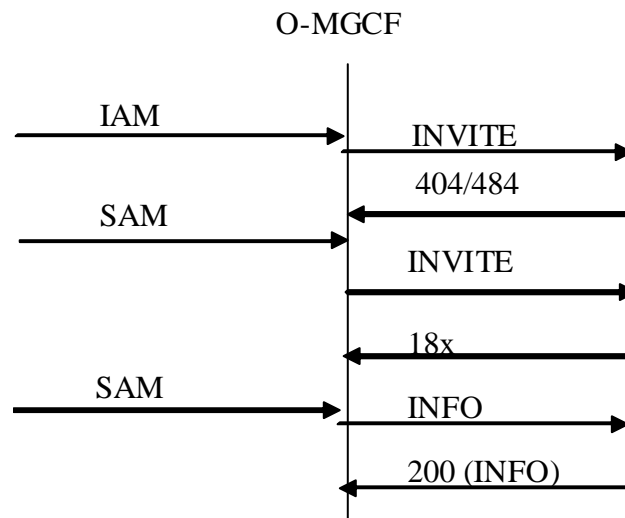 O-MGCF
IAM
INVITE
404/484
SAM
INVITE
18x
SAM
INFO
200 (INFO)